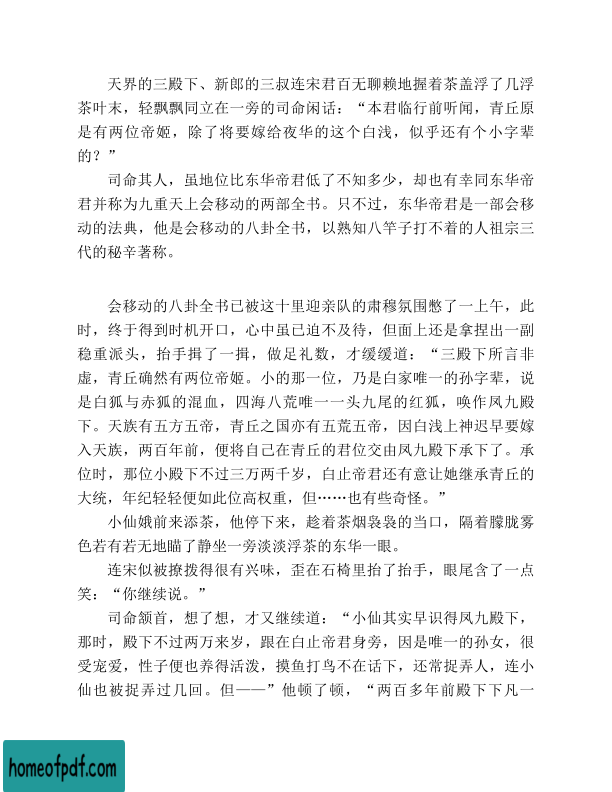 天界的三殿下、新郎的三叔连宋君百无聊赖地握着茶盖浮了几浮
茶叶末，轻飘飘同立在一旁的司命闲话：“本君临行前听闻，青丘原
是有两位帝姬，除了将要嫁给夜华的这个白浅，似乎还有个小字辈
的？”
司命其人，虽地位比东华帝君低了不知多少，却也有幸同东华帝
君并称为九重天上会移动的两部全书。只不过，东华帝君是一部会移
动的法典，他是会移动的八卦全书，以熟知八竿子打不着的人祖宗三
代的秘辛著称。
会移动的八卦全书已被这十里迎亲队的肃穆氛围憋了一上午，此
时，终于得到时机开口，心中虽已迫不及待，但面上还是拿捏出一副
稳重派头，抬手揖了一揖，做足礼数，才缓缓道：“三殿下所言非
虚，青丘确然有两位帝姬。小的那一位，乃是白家唯一的孙字辈，说
是白狐与赤狐的混血，四海八荒唯一一头九尾的红狐，唤作凤九殿
下。天族有五方五帝，青丘之国亦有五荒五帝，因白浅上神迟早要嫁
入天族，两百年前，便将自己在青丘的君位交由凤九殿下承下了。承
位时，那位小殿下不过三万两千岁，白止帝君还有意让她继承青丘的
大统，年纪轻轻便如此位高权重，但……也有些奇怪。”
小仙娥前来添茶，他停下来，趁着茶烟袅袅的当口，隔着朦胧雾
色若有若无地瞄了静坐一旁淡淡浮茶的东华一眼。
连宋似被撩拨得很有兴味，歪在石椅里抬了抬手，眼尾含了一点
笑：“你继续说。”
司命颔首，想了想，才又继续道：“小仙其实早识得凤九殿下，
那时，殿下不过两万来岁，跟在白止帝君身旁，因是唯一的孙女，很
受宠爱，性子便也养得活泼，摸鱼打鸟不在话下，还常捉弄人，连小
仙也被捉弄过几回。但——”他顿了顿，“两百多年前殿下下凡一
homeofpdf.com